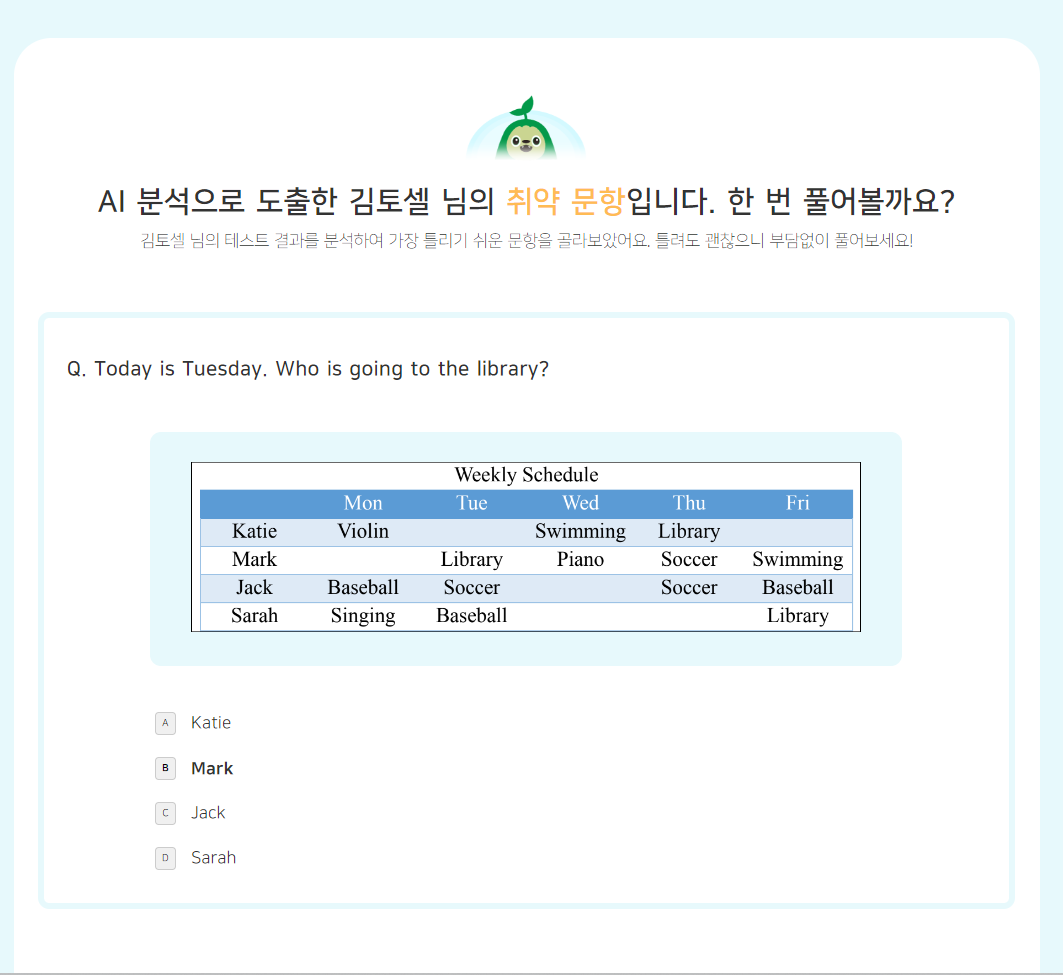 AI 분석으로 도출한 김토셀 님의 취약 문항입니다. 한 번 풀어볼까요?
김토셀 님의 테스트 결과를 분석하여 가장 틀리기 쉬운 문항을 골라보았어요. 틀려도 괜찮으니 부담없이 풀어보세요!
Q. Today is Tuesday. Who is going to the library?
Weekly Schedule
Mon Tue Wed Thu Fri
Katie Violin Swimming Library
Mark Library Piano Soccer Swimming
Jack Baseball Soccer Soccer Baseball
Sarah Singing Baseball Library
A Katie
B Mark
C Jack
D Sarah